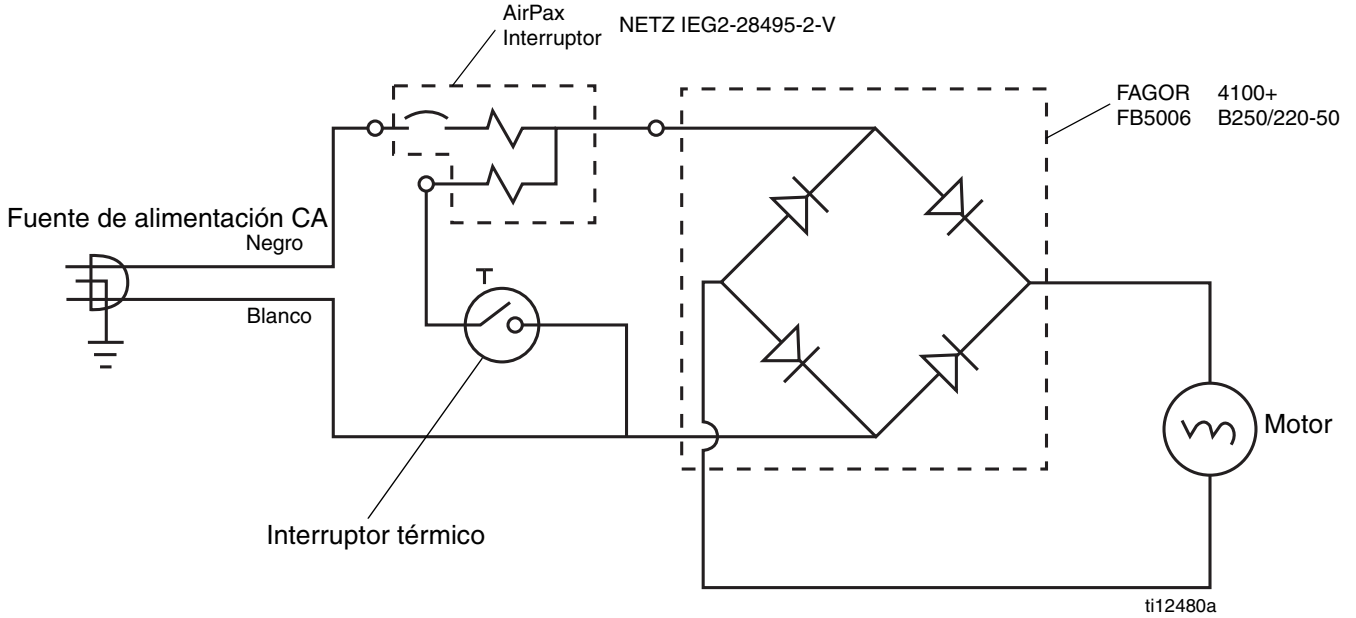 AirPax
Interruptor
NETZ IEG2-28495-2-V
FAGOR 4100+
FB5006 B250/220-50
Fuente de alimentación CA
Negro
Blanco
T
Motor
Interruptor térmico
ti12480a